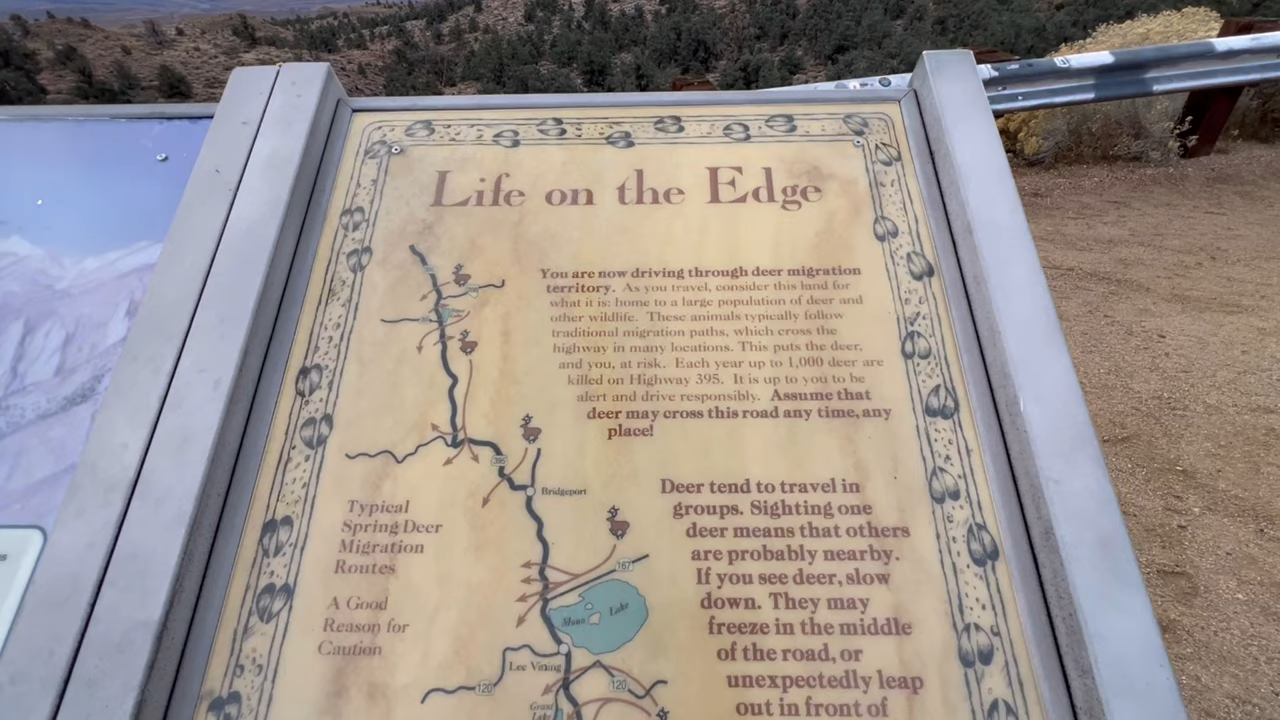 Life on the Edge
You are now driving through deer migration
territory. As you travel, consider this land for
what it is: home to a large population of deer and
other wildlife. These animals typically follow
traditional migration paths, which cross the
highway in many locations. This puts the deer,
and you, at risk. Each year up to 1,000 deer are
killed on Highway 395. It is up to you to be
alert and drive responsibly. Assume that
deer may cross this road any time, any
place!
395
Bridgeport
Typical
Spring Deer
Migration
Routes
A Good
Reason for
Caution
167
Mono Lake
Lee Vining
120
120
Grant
Lake
Deer tend to travel in
groups. Sighting one
deer means that others
are probably nearby.
If you see deer, slow
down. They may
freeze in the middle
of the road, or
unexpectedly leap
out in front of